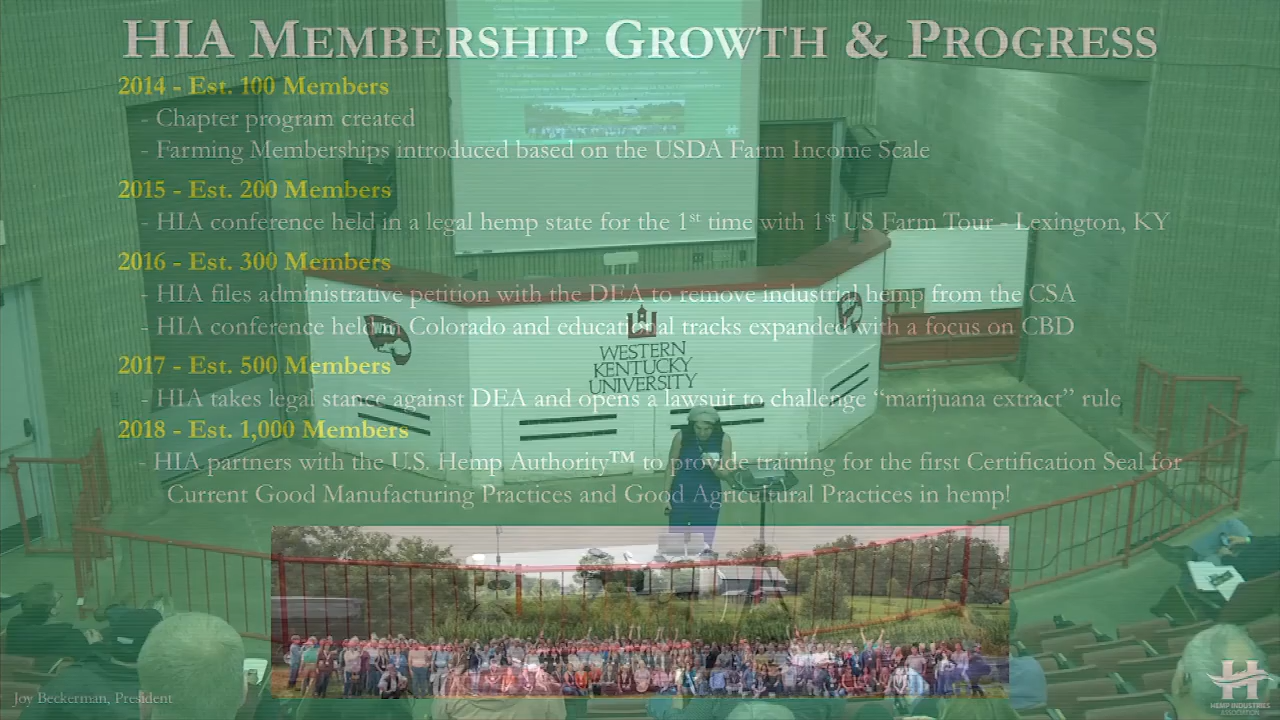 HIA MEMBERSHIP GROWTH & PROGRESS
2014 - Est. 100 Members
- Chapter program created
- Farming Memberships introduced based on the USDA Farm Income Scale
2015 - Est. 200 Members
- HIA conference held in a legal hemp state for the 1st time with 1st US Farm Tour - Lexington, KY
2016 - Est. 300 Members
- HIA files administrative petition with the DEA to remove industrial hemp from the CSA
- HIA conference held in Colorado and educational tracks expanded with a focus on CBD
WESTERN
KENTUCKY
UNIVERSITY
2017 - Est. 500 Members
- HIA takes legal stance against DEA and opens a lawsuit to challenge “marijuana extract” rule
2018 - Est. 1,000 Members
- HIA partners with the U.S. Hemp Authority™ to provide training for the first Certification Seal for
Current Good Manufacturing Practices and Good Agricultural Practices in hemp!
Joy Beckerman, President
HEMP INDUSTRIES
ASSOCIATION